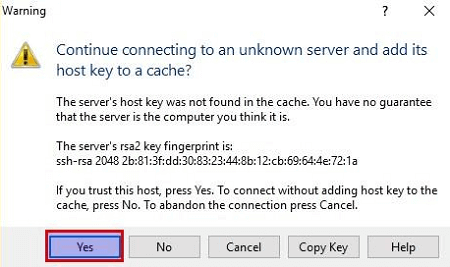 Warning
?
Continue connecting to an unknown server and add its
host key to a cache?
The server's host key was not found in the cache. You have no guarantee
that the server is the computer you think it is.
The server's rsa2 key fingerprint is:
ssh-rsa 2048 2b:81:3f:dd:30:83:23:44:8b:12:cb:69:64:4e:72:1a
If you trust this host, press Yes. To connect without adding host key to the
cache, press No. To abandon the connection press Cancel.
Yes No Cancel Copy Key Help